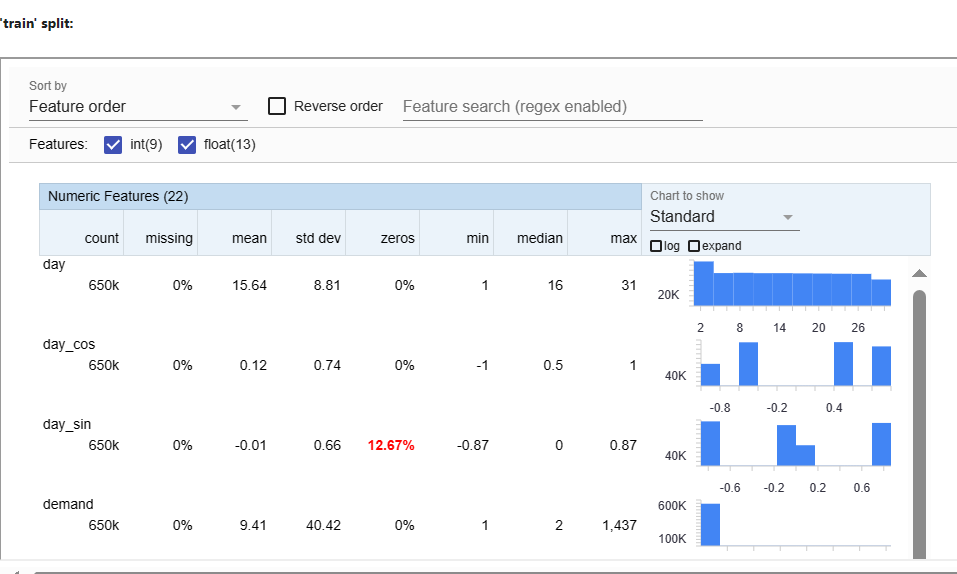 'train' split:
Sort by
Feature order
Reverse order
Feature search (regex enabled)
Features: int(9) float(13)
Numeric Features (22)
Chart to show
Standard
log expand
count missing mean std dev zeros min median max
day
650k 0% 15.64 8.81 0% 1 16 31
20K
2 8 14 20 26
day_cos
650k 0% 0.12 0.74 0% -1 0.5 1
40K
-0.8 -0.2 0.4
day_sin
650k 0% -0.01 0.66 12.67% -0.87 0 0.87
40K
-0.6 -0.2 0.2 0.6
demand
650k 0% 9.41 40.42 0% 1 2 1,437
600K
100K